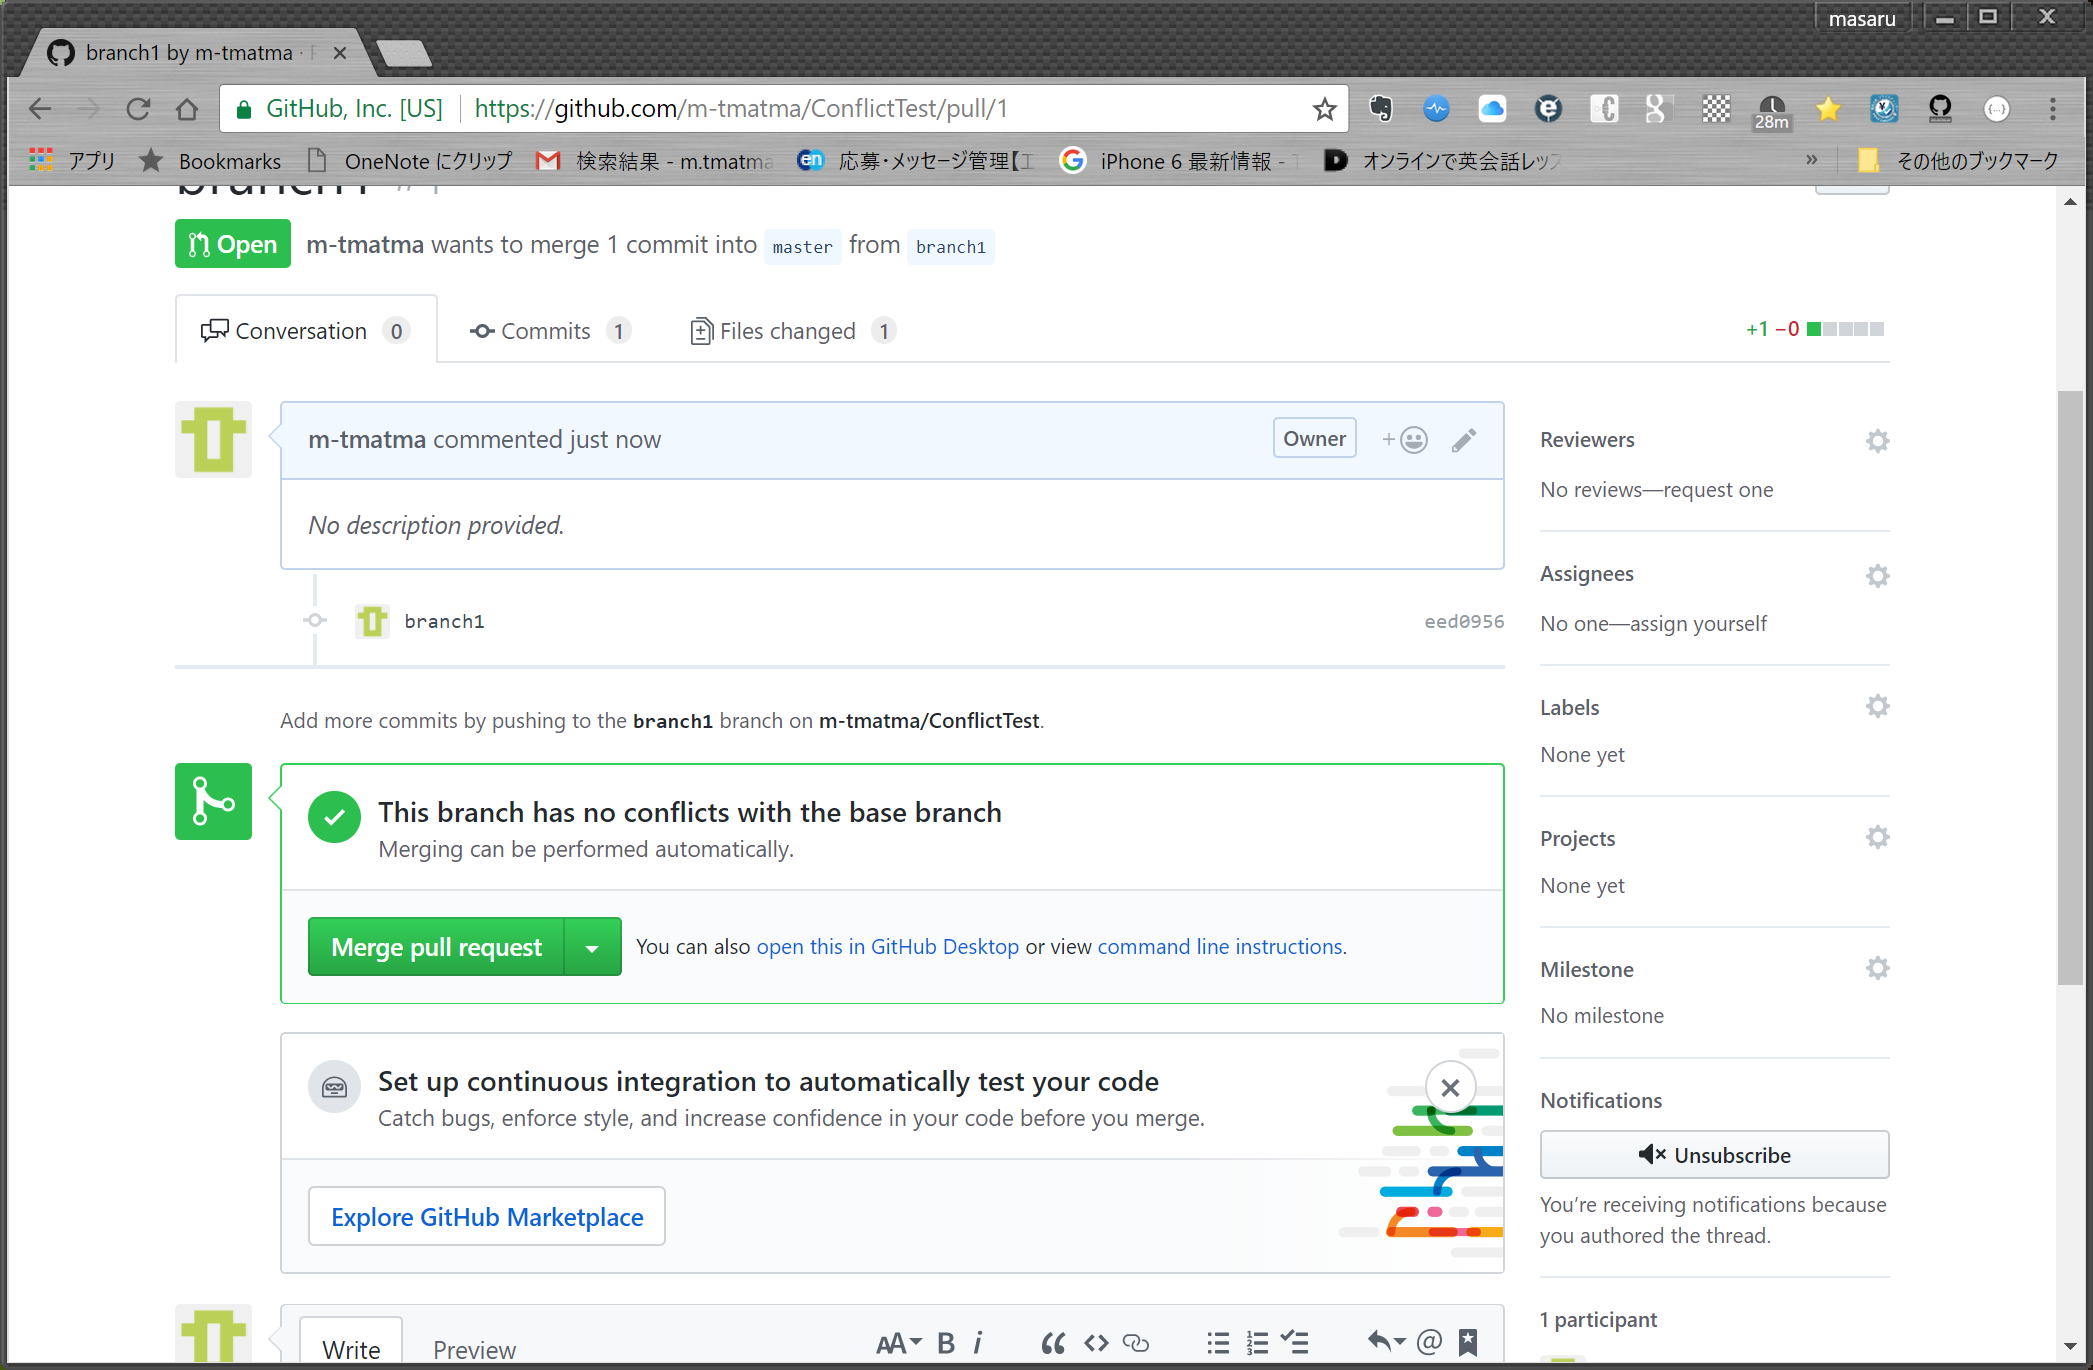 masaru
branch1 by m-tmatma ·
GitHub, Inc. [US] https://github.com/m-tmatma/ConflictTest/pull/1
28m
アプリ Bookmarks OneNote にクリップ 検索結果 - m.tmatma 応募・メッセージ管理【エ iPhone 6 最新情報 - オンラインで英会話レッス » その他のブックマーク
branch1 #1
Open m-tmatma wants to merge 1 commit into master from branch1
Conversation 0 Commits 1 Files changed 1 +1 −0
m-tmatma commented just now Owner
No description provided.
branch1 eed0956
Add more commits by pushing to the branch1 branch on m-tmatma/ConflictTest.
This branch has no conflicts with the base branch
Merging can be performed automatically.
Merge pull request You can also open this in GitHub Desktop or view command line instructions.
Set up continuous integration to automatically test your code
Catch bugs, enforce style, and increase confidence in your code before you merge.
Explore GitHub Marketplace
Write Preview AA B i
Reviewers
No reviews—request one
Assignees
No one—assign yourself
Labels
None yet
Projects
None yet
Milestone
No milestone
Notifications
Unsubscribe
You’re receiving notifications because
you authored the thread.
1 participant